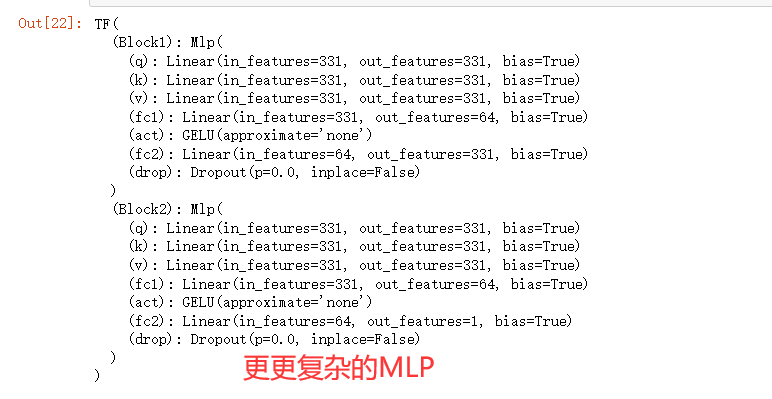 Out[22]: TF(
(Block1): Mlp(
(q): Linear(in_features=331, out_features=331, bias=True)
(k): Linear(in_features=331, out_features=331, bias=True)
(v): Linear(in_features=331, out_features=331, bias=True)
(fc1): Linear(in_features=331, out_features=64, bias=True)
(act): GELU(approximate='none')
(fc2): Linear(in_features=64, out_features=331, bias=True)
(drop): Dropout(p=0.0, inplace=False)
)
(Block2): Mlp(
(q): Linear(in_features=331, out_features=331, bias=True)
(k): Linear(in_features=331, out_features=331, bias=True)
(v): Linear(in_features=331, out_features=331, bias=True)
(fc1): Linear(in_features=331, out_features=64, bias=True)
(act): GELU(approximate='none')
(fc2): Linear(in_features=64, out_features=1, bias=True)
(drop): Dropout(p=0.0, inplace=False)
)
更更复杂的MLP
)